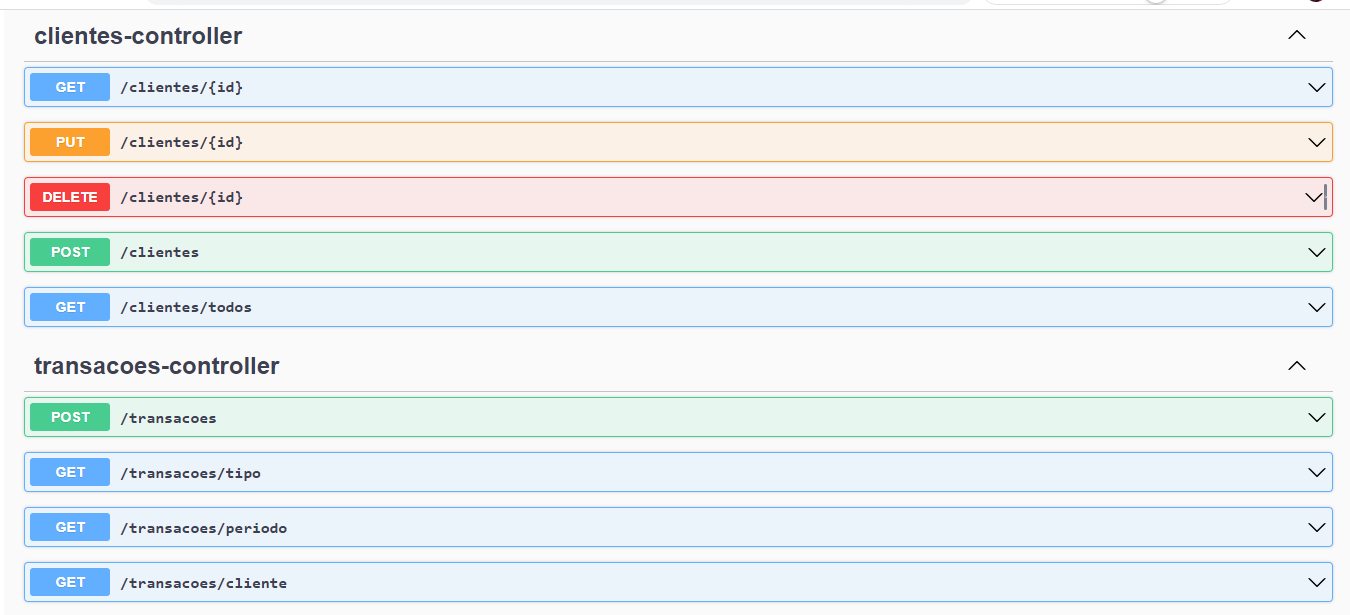 clientes-controller
GET /clientes/{id}
PUT /clientes/{id}
DELETE /clientes/{id}
POST /clientes
GET /clientes/todos
transacoes-controller
POST /transacoes
GET /transacoes/tipo
GET /transacoes/periodo
GET /transacoes/cliente